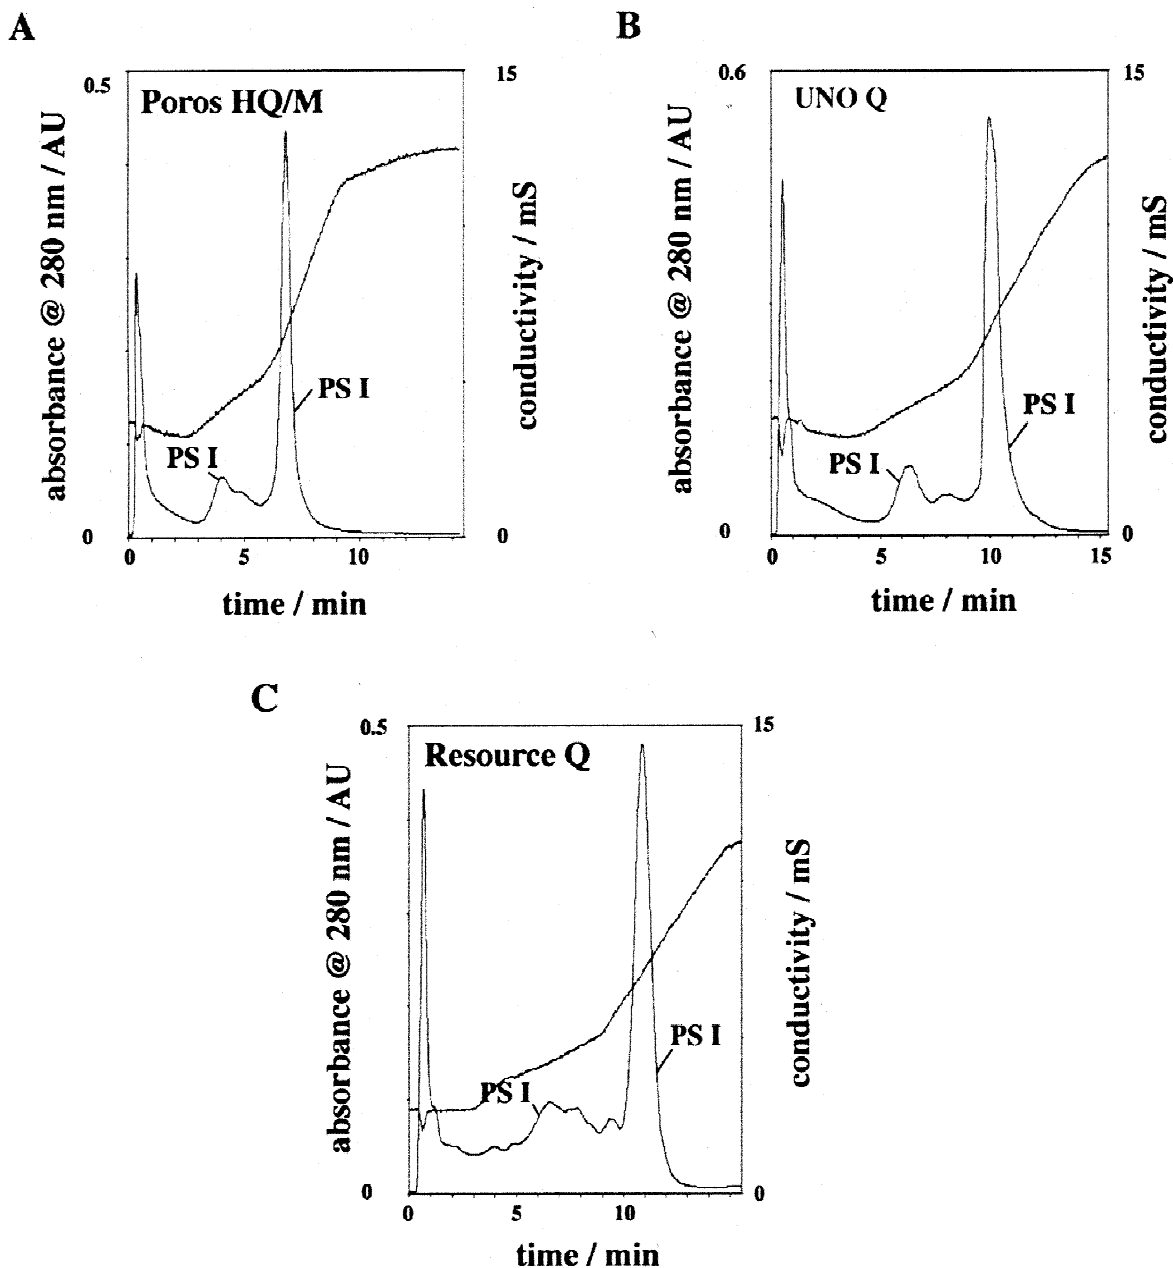 A
0.5
15
Poros HQ/M
absorbance @ 280 nm / AU
conductivity / mS
PS I
PS I
0
0
0 5 10
time / min
B
0.6
15
UNO Q
absorbance @ 280 nm / AU
conductivity / mS
PS I
PS I
0
0
0 5 10 15
time / min
C
0.5
15
Resource Q
absorbance @ 280 nm / AU
conductivity / mS
PS I
PS I
0
0
0 5 10
time / min